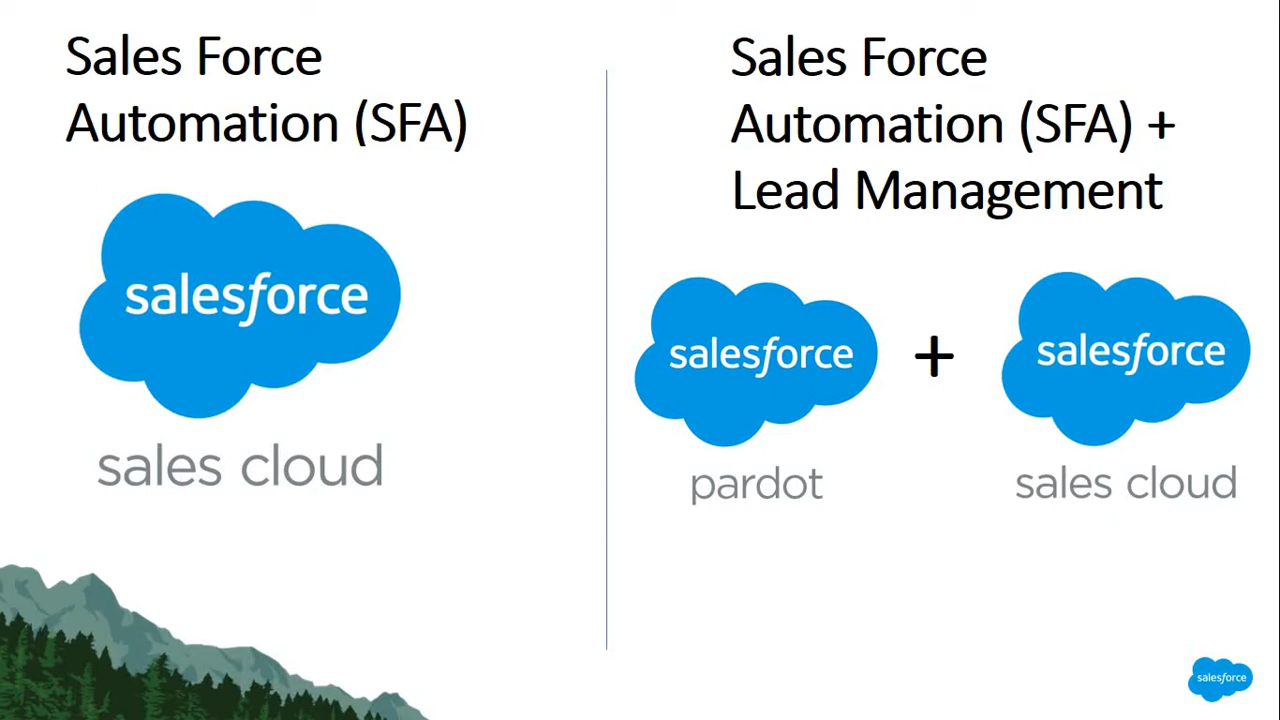 Sales Force
Automation (SFA)
salesforce
sales cloud
Sales Force
Automation (SFA) +
Lead Management
salesforce
pardot
+
salesforce
sales cloud
salesforce